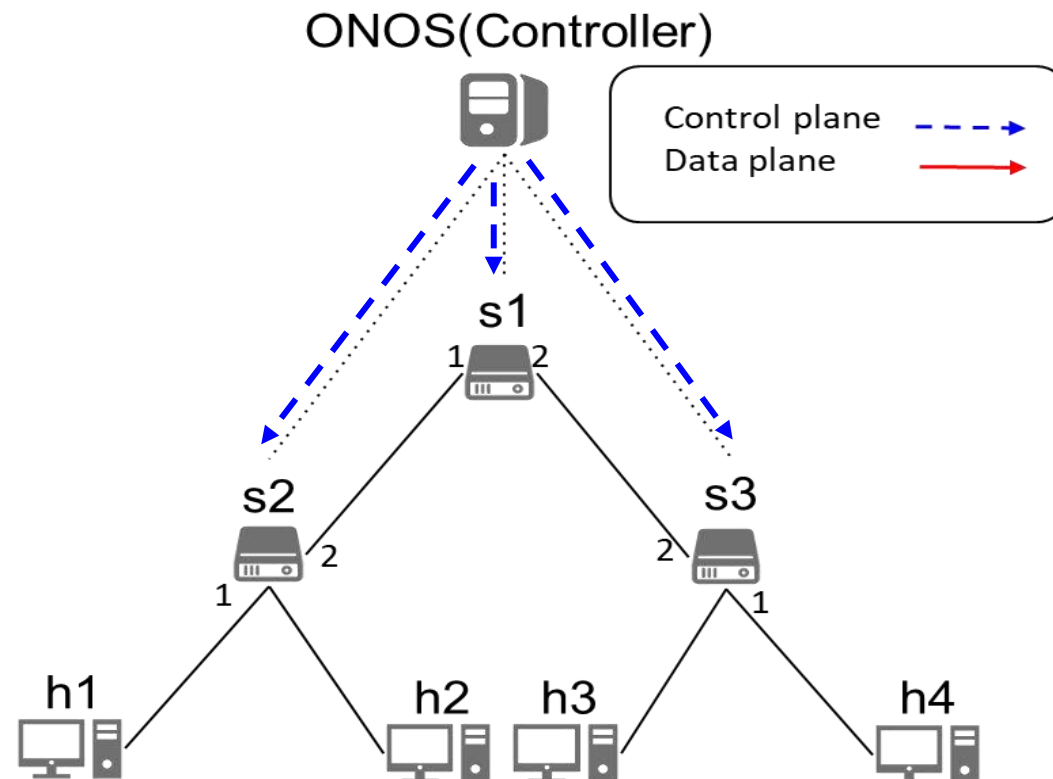 ONOS(Controller)
Control plane
Data plane
s1
1 2
s2
s3
2
2
1
1
h1
h2
h3
h4